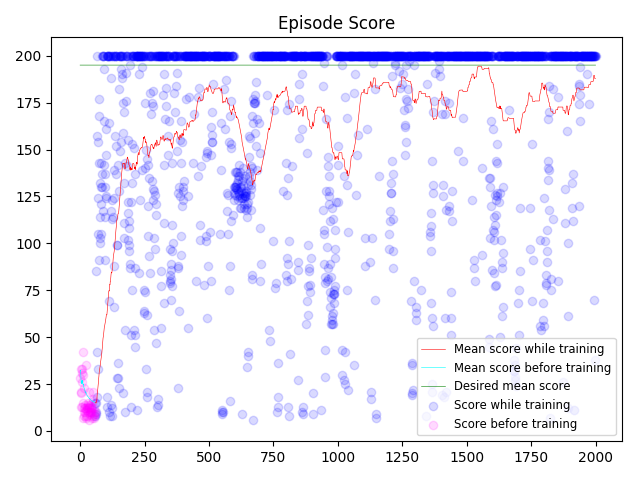 Episode Score
200
175
150
125
100
75
50
25
0
Mean score while training
Mean score before training
Desired mean score
Score while training
Score before training
0 250 500 750 1000 1250 1500 1750 2000